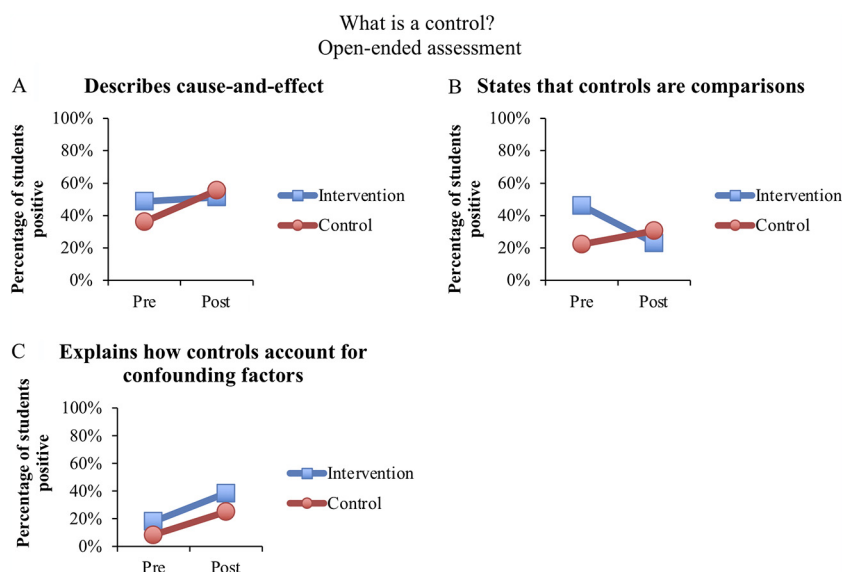 What is a control?
Open-ended assessment
A Describes cause-and-effect
Percentage of students
positive
100%
80%
60%
40%
20%
0%
Pre Post
Intervention
Control
B States that controls are comparisons
Percentage of students
positive
100%
80%
60%
40%
20%
0%
Pre Post
Intervention
Control
C Explains how controls account for
confounding factors
Percentage of students
positive
100%
80%
60%
40%
20%
0%
Pre Post
Intervention
Control